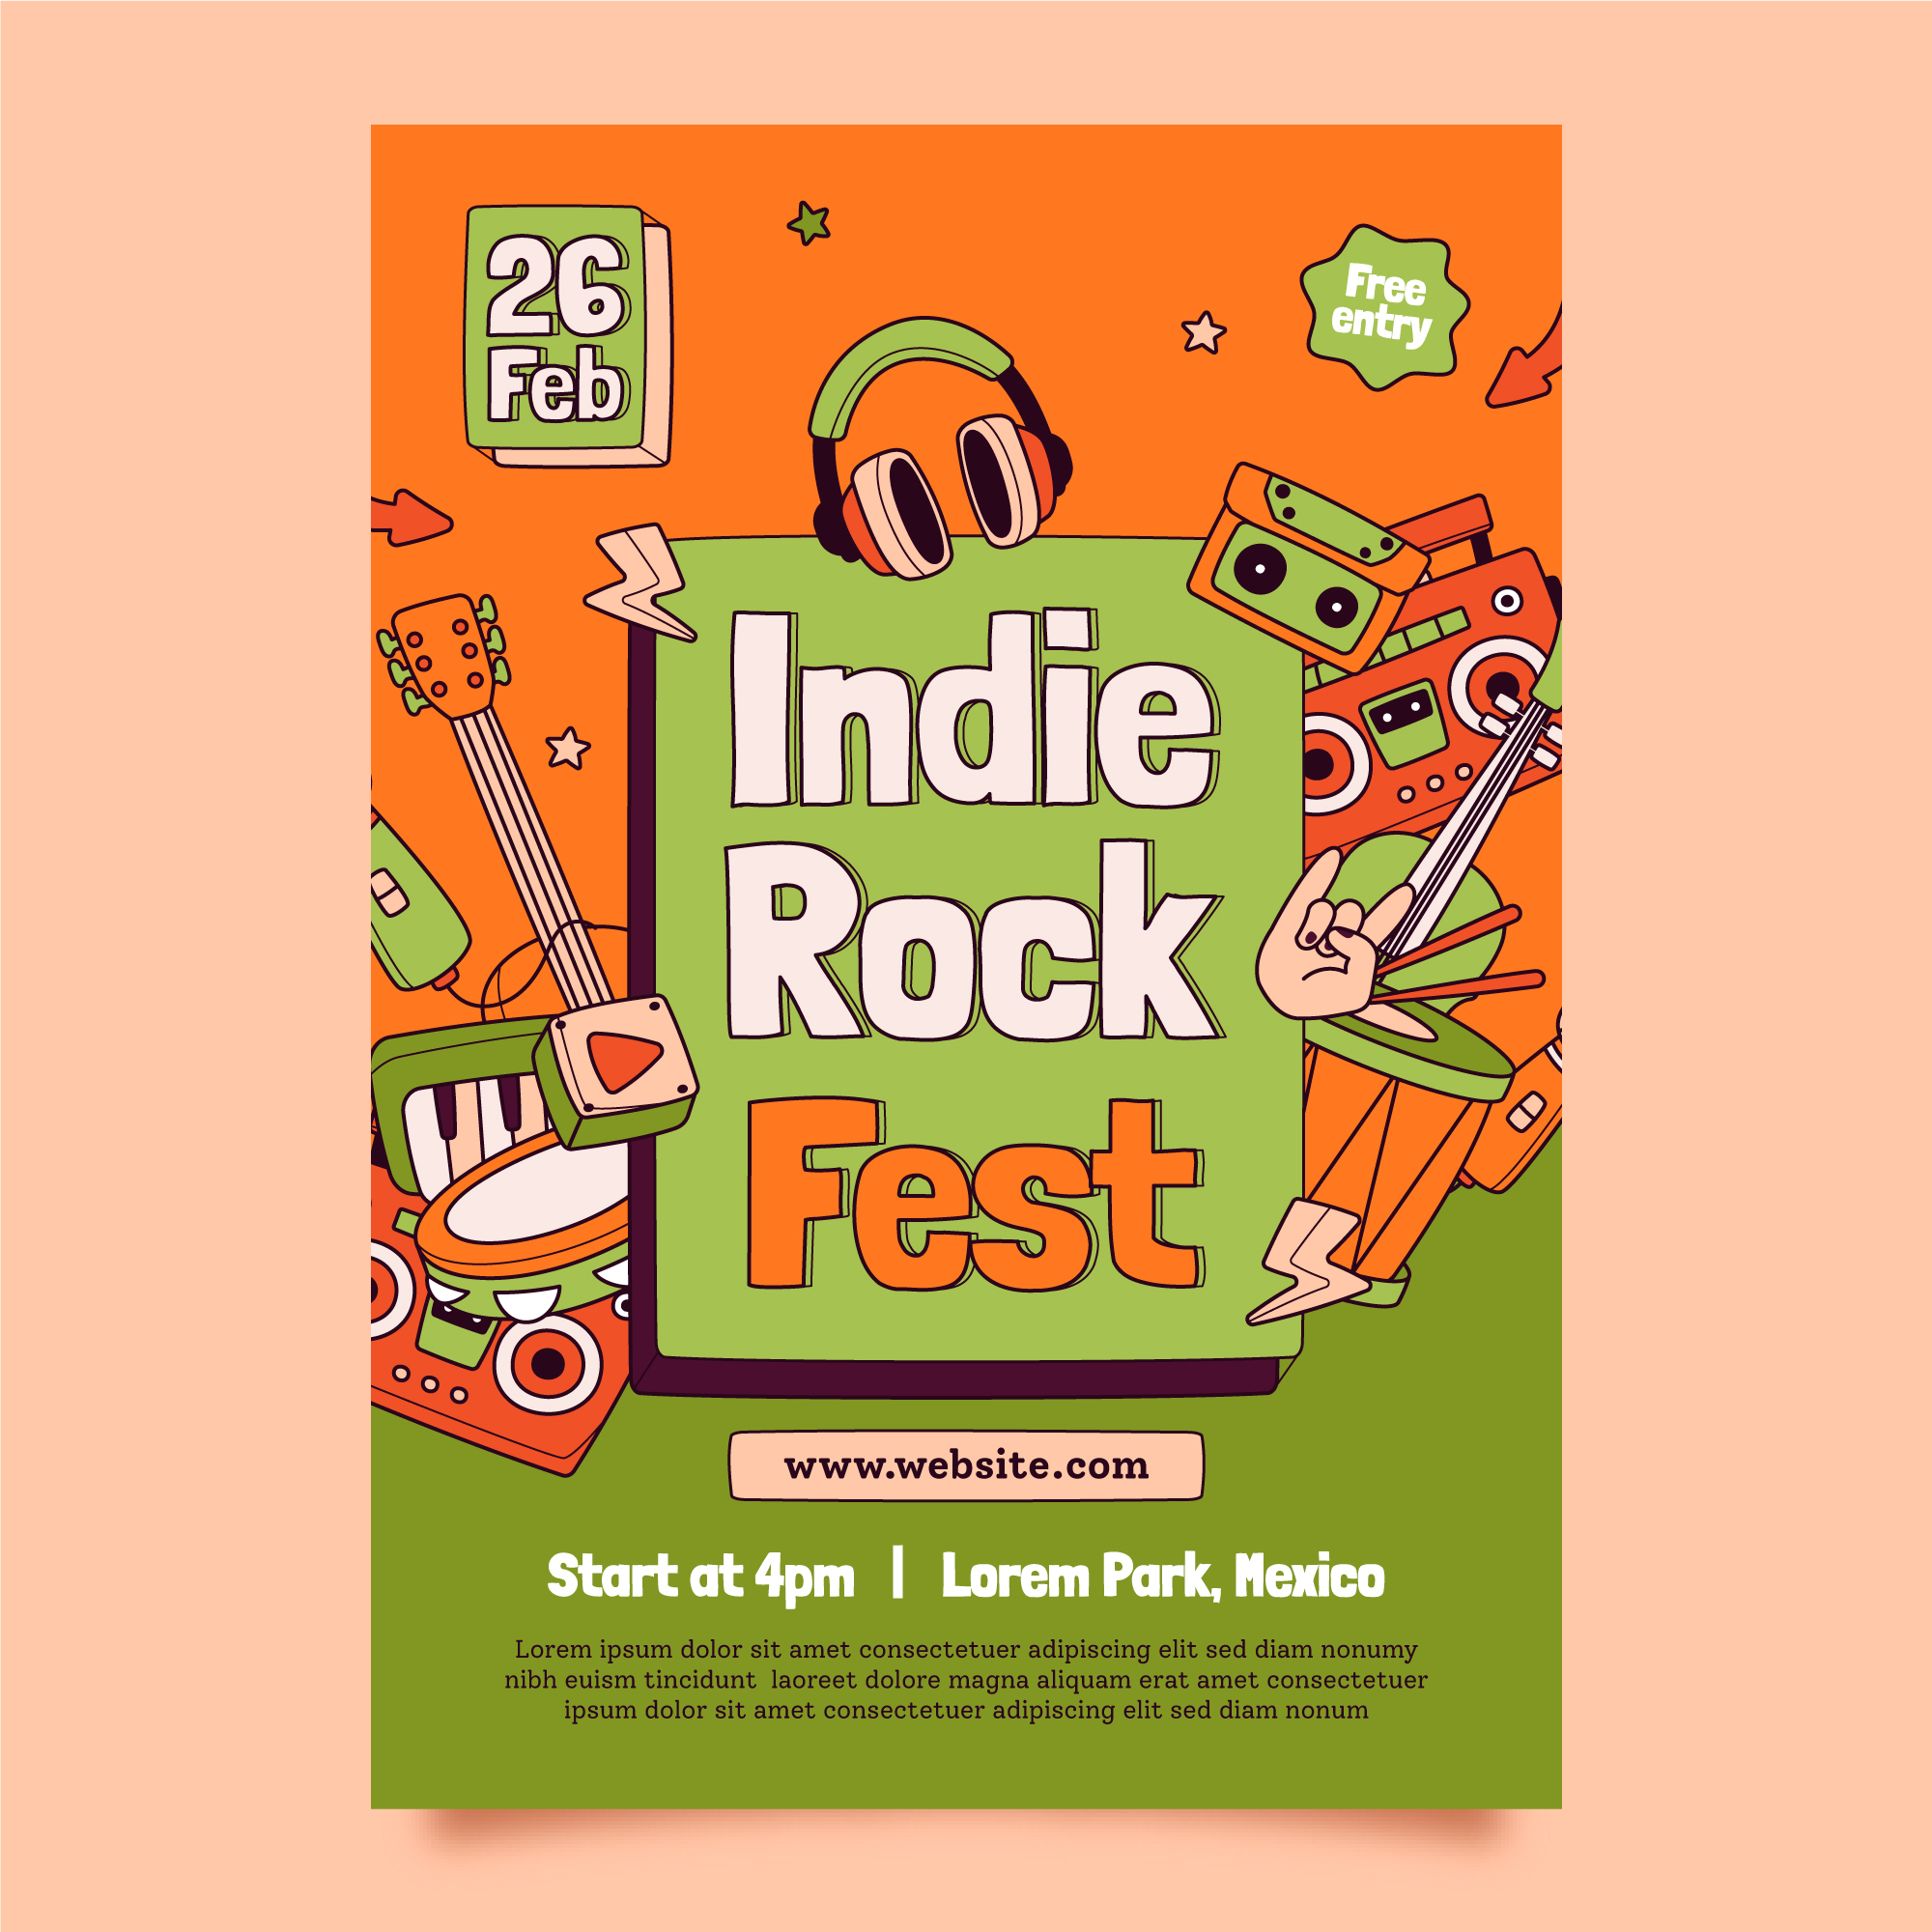 26
Feb
Free
entry
Indie
Rock
Fest
www.website.com
Start at 4pm | Lorem Park, Mexico
Lorem ipsum dolor sit amet consectetuer adipiscing elit sed diam nonumy
nibh euism tincidunt  laoreet dolore magna aliquam erat amet consectetuer
ipsum dolor sit amet consectetuer adipiscing elit sed diam nonum